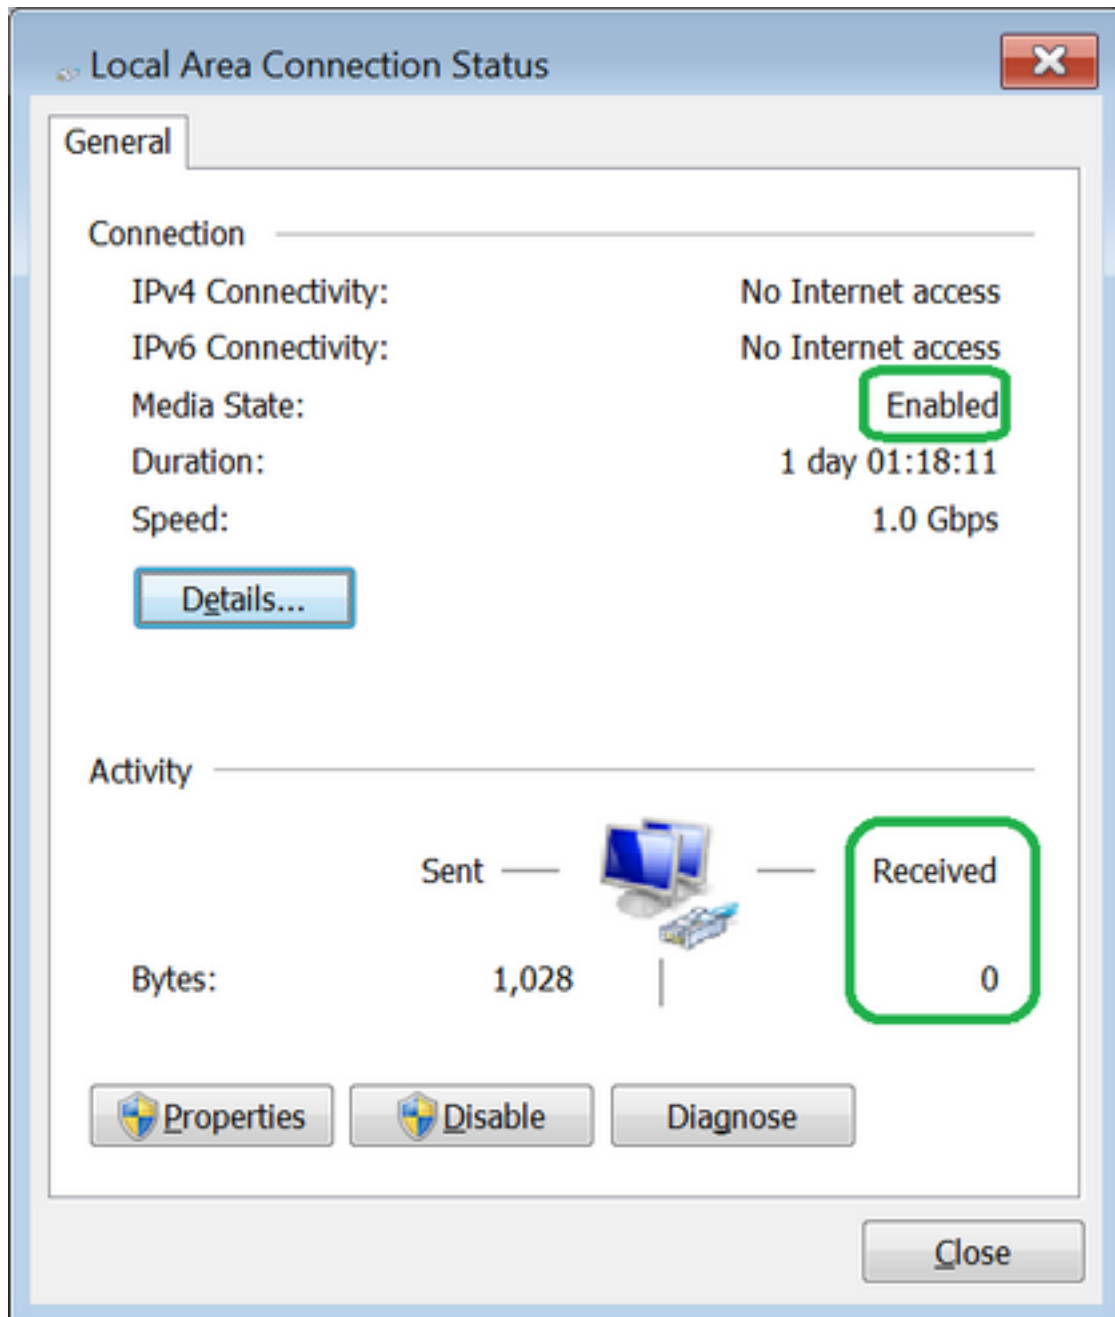 Local Area Connection Status
General
Connection
IPv4 Connectivity: No Internet access
IPv6 Connectivity: No Internet access
Media State: Enabled
Duration: 1 day 01:18:11
Speed: 1.0 Gbps
Details...
Activity
Sent Received
Bytes: 1,028 0
Properties Disable Diagnose
Close